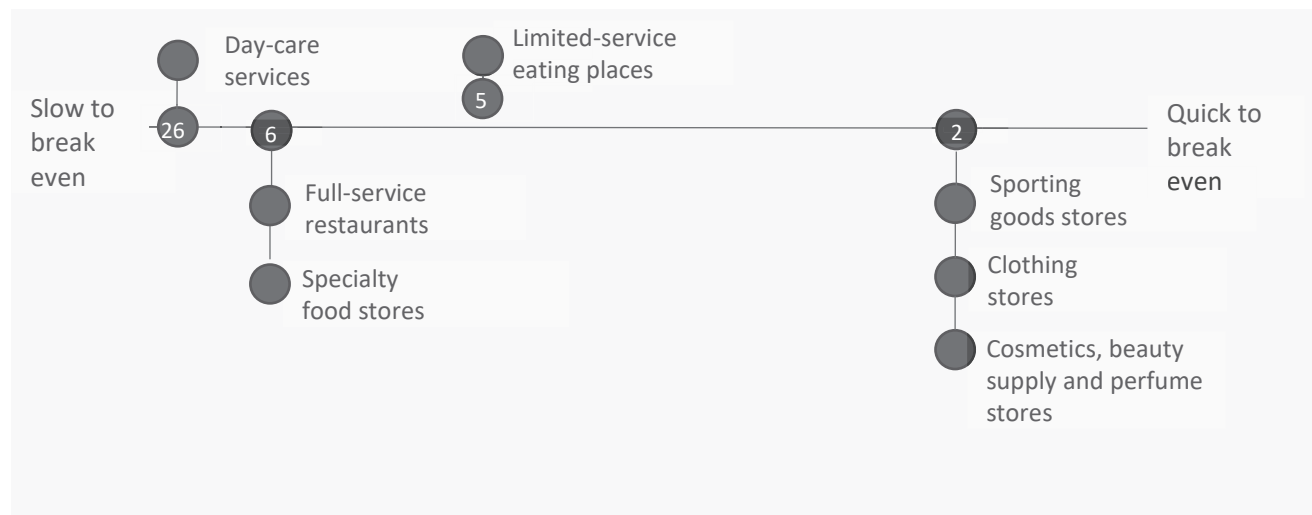 Slow to
break
even
26
Day-care
services
6
Full-service
restaurants
Specialty
food stores
5
Limited-service
eating places
2
Sporting
goods stores
Clothing
stores
Cosmetics, beauty
supply and perfume
stores
Quick to
break
even